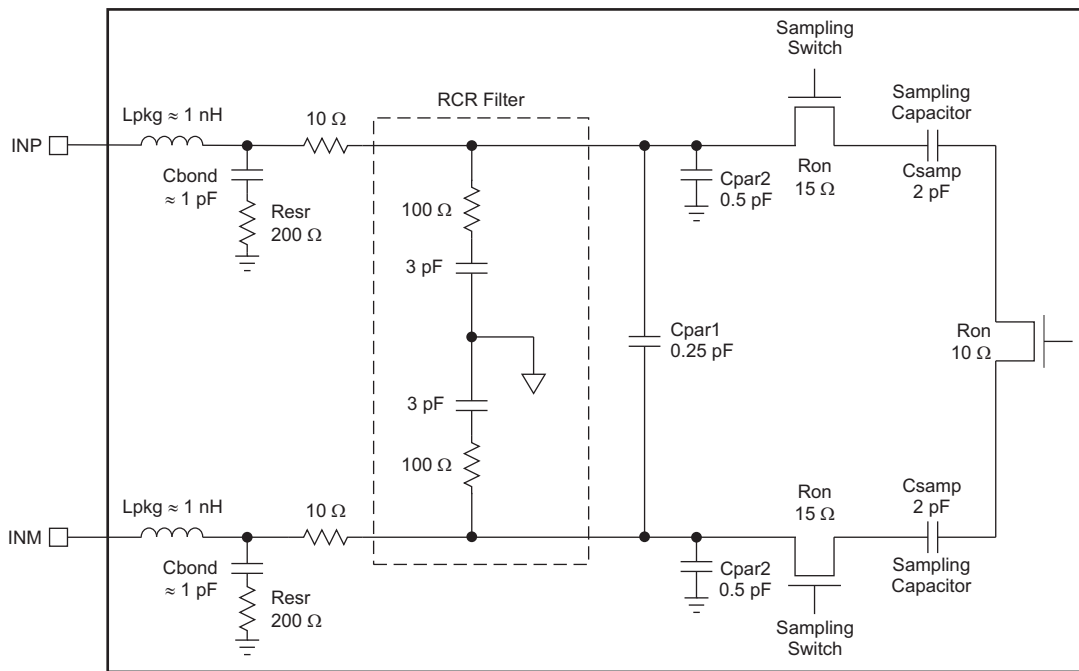 Sampling
Switch
Sampling
Capacitor
RCR Filter
Lpkg ≈ 1 nH
10 Ω
INP
Cbond
≈ 1 pF
Resr
200 Ω
100 Ω
3 pF
Cpar2
0.5 pF
Ron
15 Ω
Csamp
2 pF
Cpar1
0.25 pF
Ron
10 Ω
3 pF
100 Ω
Lpkg ≈ 1 nH
10 Ω
Ron
15 Ω
Csamp
2 pF
INM
Cbond
≈ 1 pF
Resr
200 Ω
Cpar2
0.5 pF
Sampling
Capacitor
Sampling
Switch